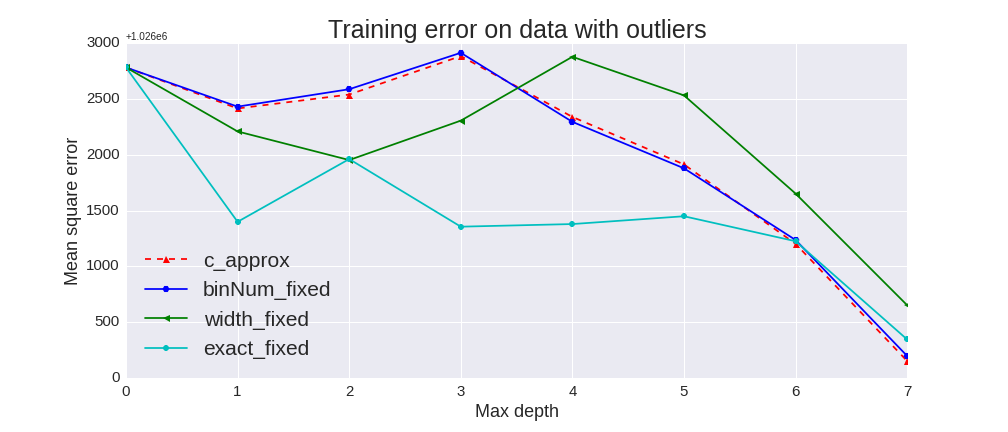 Training error on data with outliers
+1.026e6
3000
2500
2000
1500
1000
500
0
Mean square error
c_approx
binNum_fixed
width_fixed
exact_fixed
0 1 2 3 4 5 6 7
Max depth